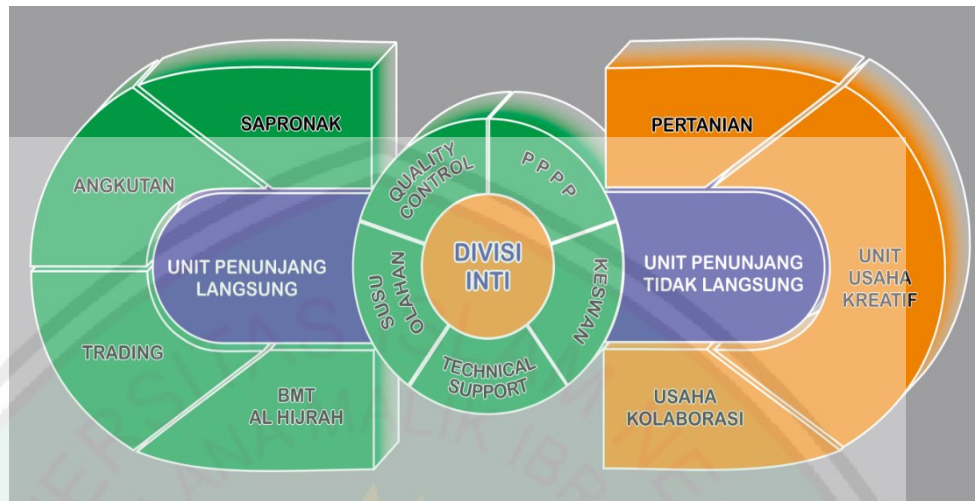 SAPRONAK
ANGKUTAN
TRADING
BMT
AL HIJRAH
UNIT PENUNJANG
LANGSUNG
QUALITY
CONTROL
P P P P
KESWAN
TECHNICAL
SUPPORT
OLAHAN
SUSU
DIVISI
INTI
UNIT PENUNJANG
TIDAK LANGSUNG
PERTANIAN
UNIT
USAHA
KREATIF
USAHA
KOLABORASI